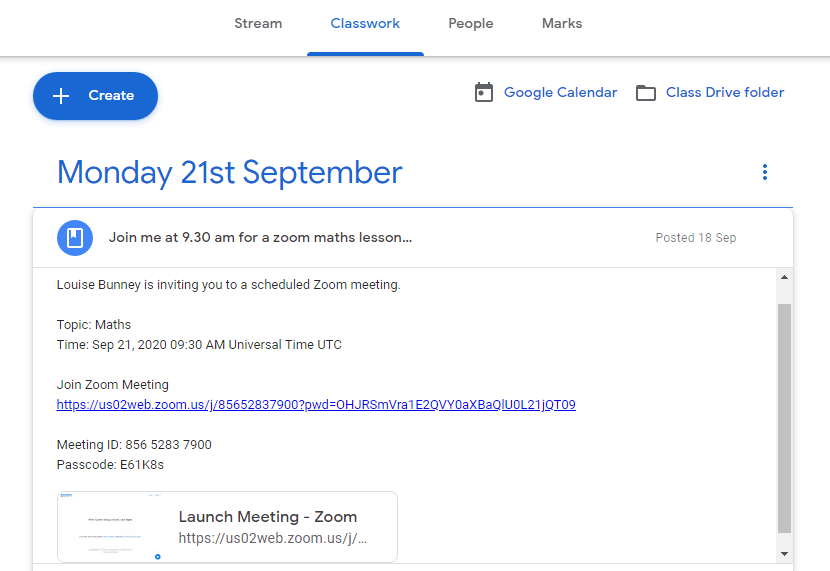 Stream Classwork People Marks
Create
Google Calendar Class Drive folder
Monday 21st September
Join me at 9.30 am for a zoom maths lesson...
Posted 18 Sep
Louise Bunney is inviting you to a scheduled Zoom meeting.
Topic: Maths
Time: Sep 21, 2020 09:30 AM Universal Time UTC
Join Zoom Meeting
https://us02web.zoom.us/j/85652837900?pwd=OHJRSmVra1E2QVY0aXBaQlU0L21jQT09
Meeting ID: 856 5283 7900
Passcode: E61K8s
zoom
Launch Meeting - Zoom
https://us02web.zoom.us/j/...